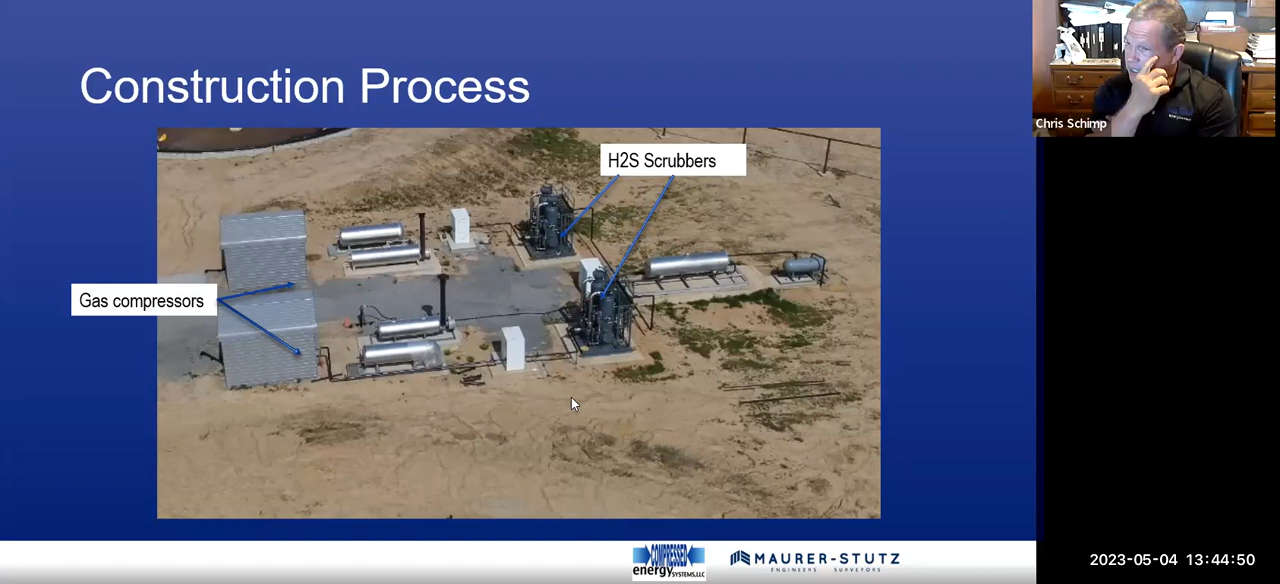 Construction Process
Chris Schimp
H2S Scrubbers
Gas compressors
COMPRESSED
energy SYSTEMS, LLC
MAURER-STUTZ
ENGINEERS SURVEYORS
2023-05-04 13:44:50